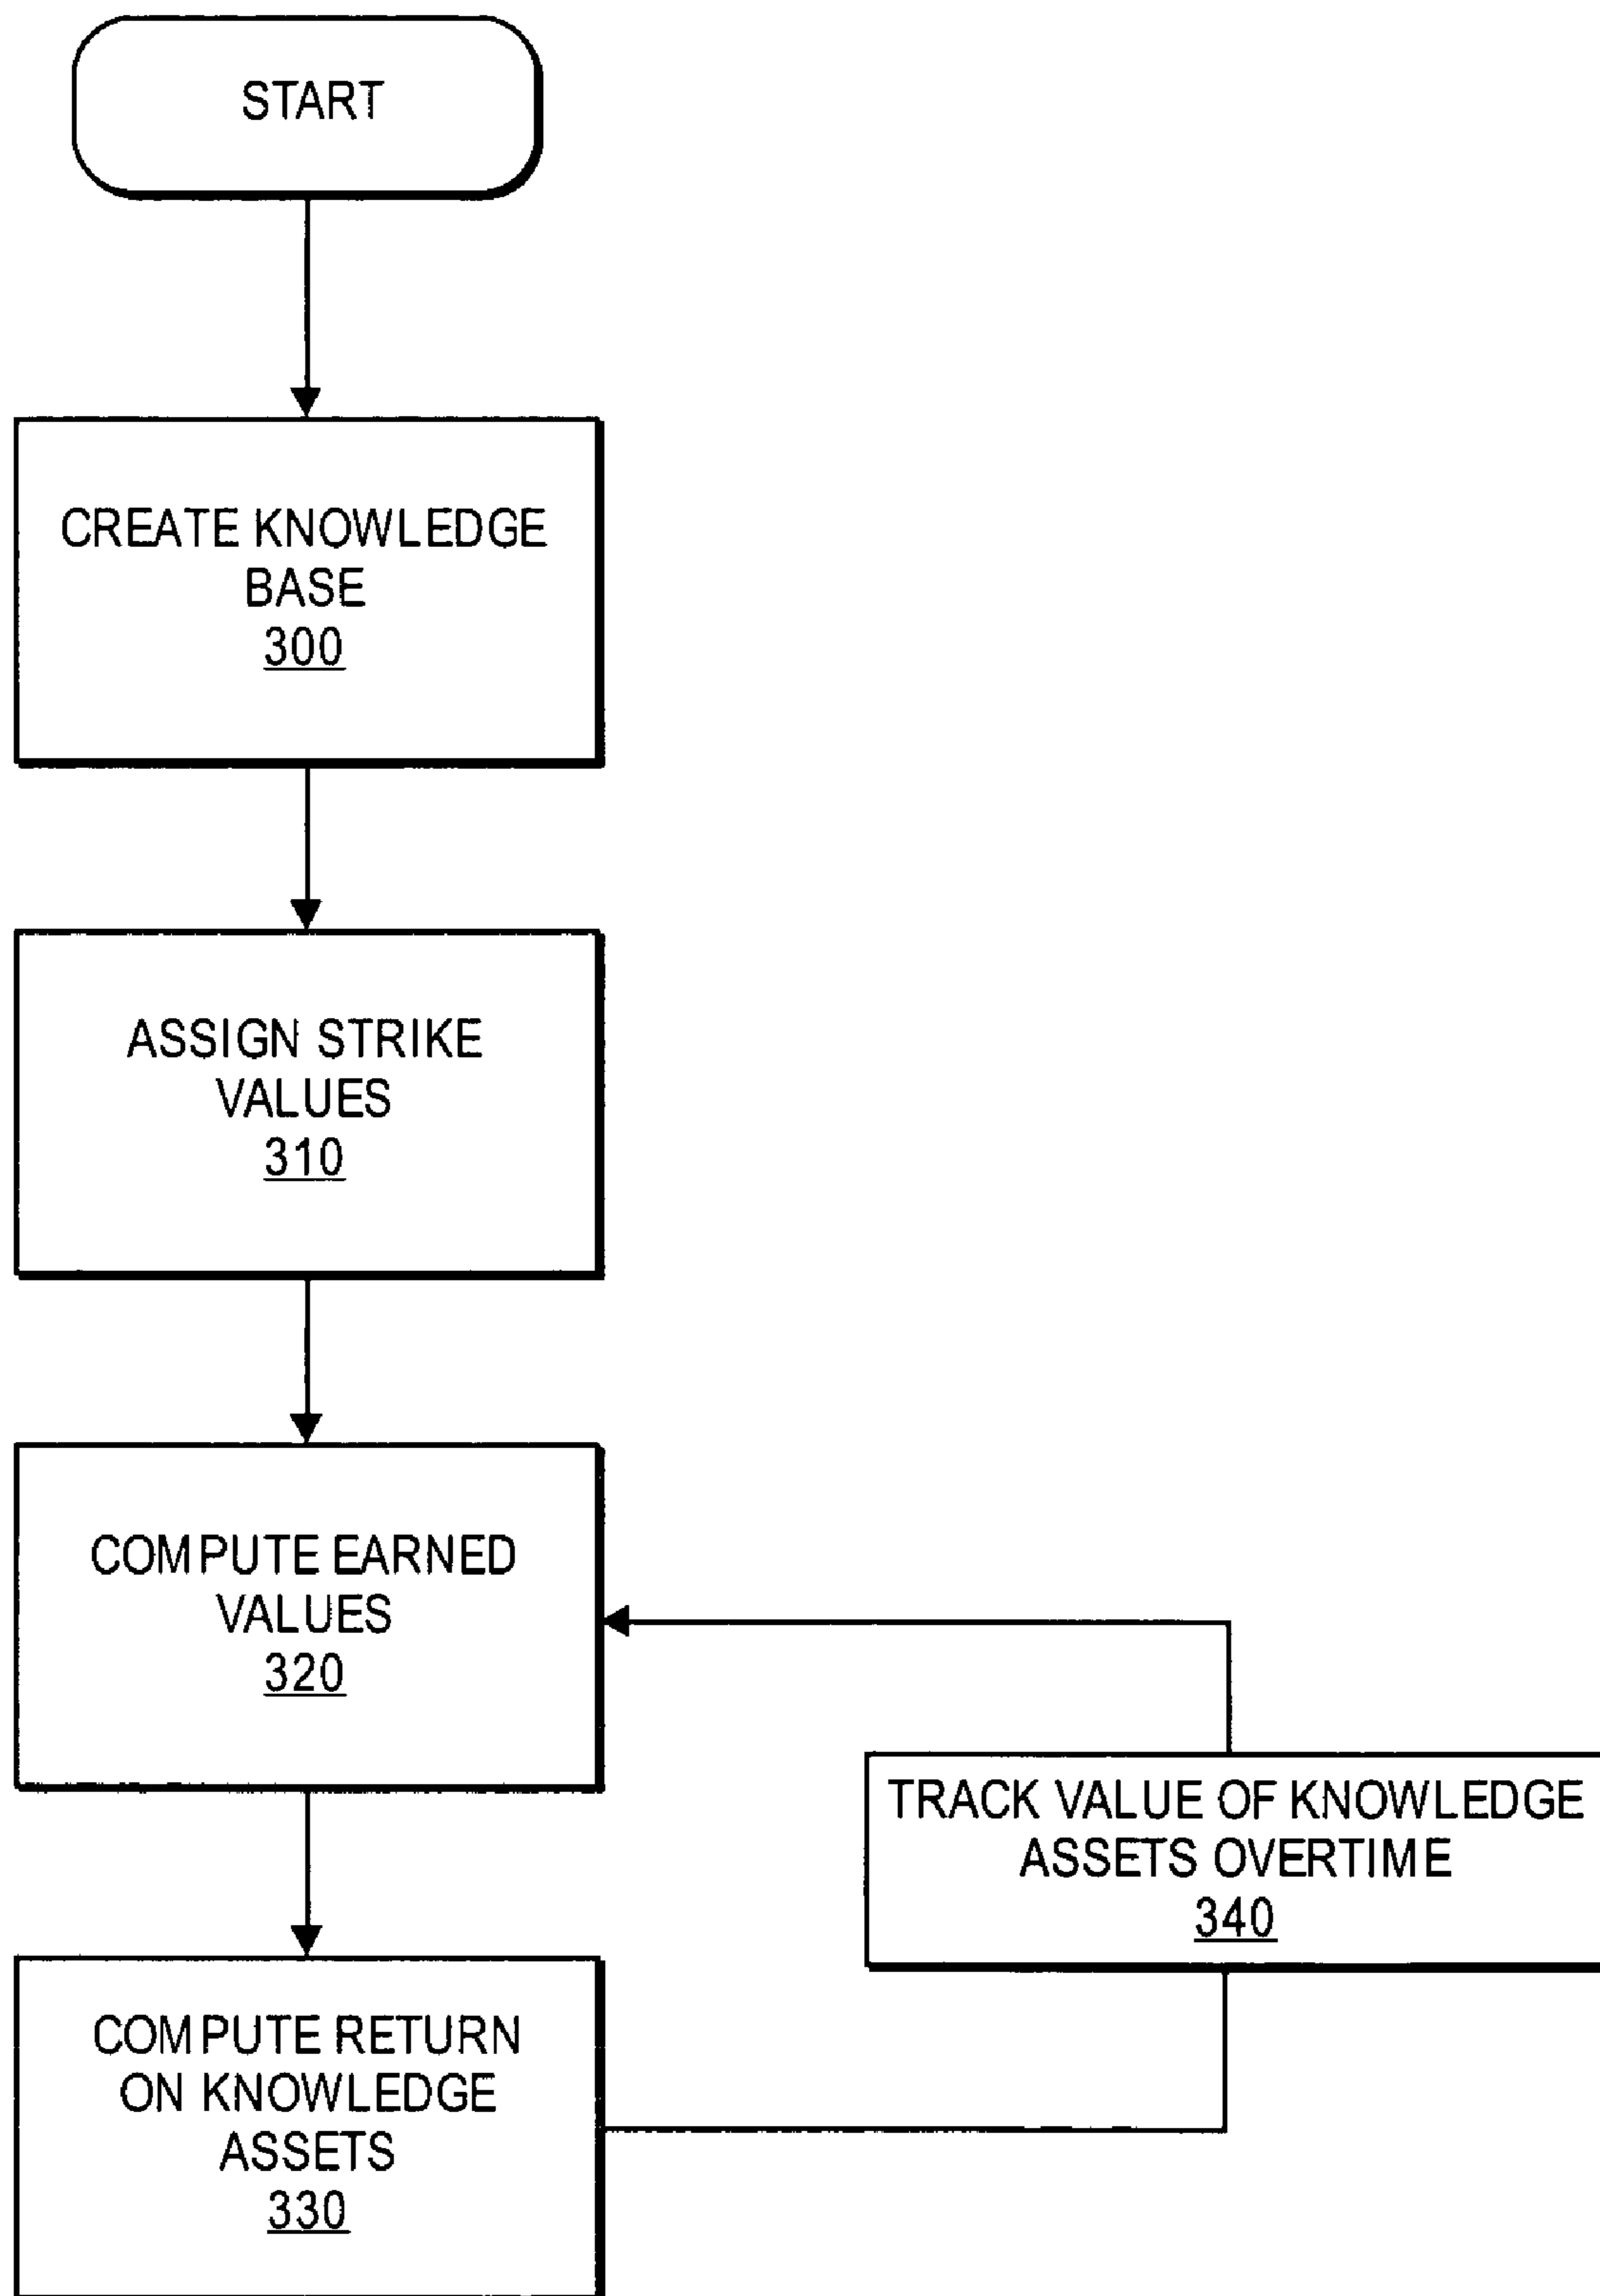 START
CREATE KNOWLEDGE
BASE
300
ASSIGN STRIKE
VALUES
310
COMPUTE EARNED
VALUES
320
TRACK VALUE OF KNOWLEDGE
ASSETS OVERTIME
340
COMPUTE RETURN
ON KNOWLEDGE
ASSETS
330